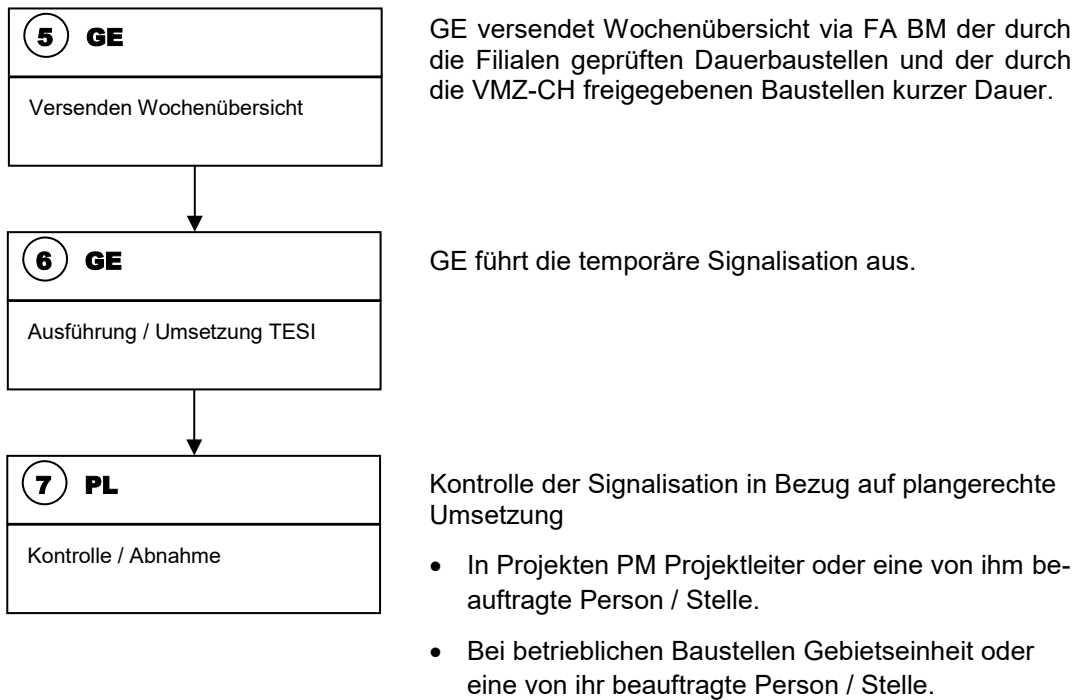 5 GE
Versenden Wochenübersicht
GE versendet Wochenübersicht via FA BM der durch
die Filialen geprüften Dauerbaustellen und der durch
die VMZ-CH freigegebenen Baustellen kurzer Dauer.
6 GE
Ausführung / Umsetzung TESI
GE führt die temporäre Signalisation aus.
7 PL
Kontrolle / Abnahme
Kontrolle der Signalisation in Bezug auf plangerechte
Umsetzung
• In Projekten PM Projektleiter oder eine von ihm be-
auftragte Person / Stelle.
• Bei betrieblichen Baustellen Gebietseinheit oder
eine von ihr beauftragte Person / Stelle.